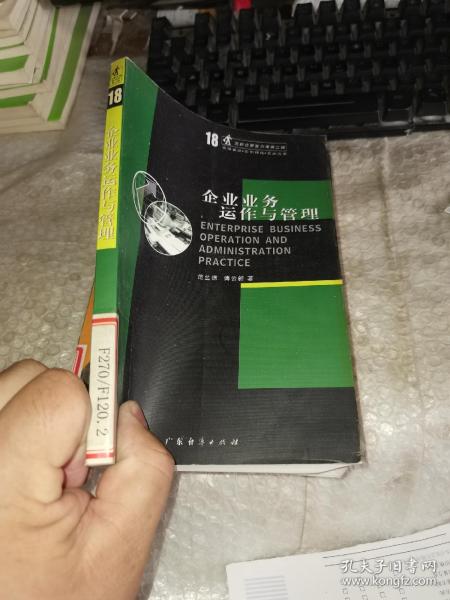 18
企业业务运作与管理
F270/F120.2
18
企业业务
运作与管理
ENTERPRISE BUSINESS
OPERATION AND
ADMINISTRATION
PRACTICE
著
广东经济出版社
孔夫子旧书网
www.kongfz.com